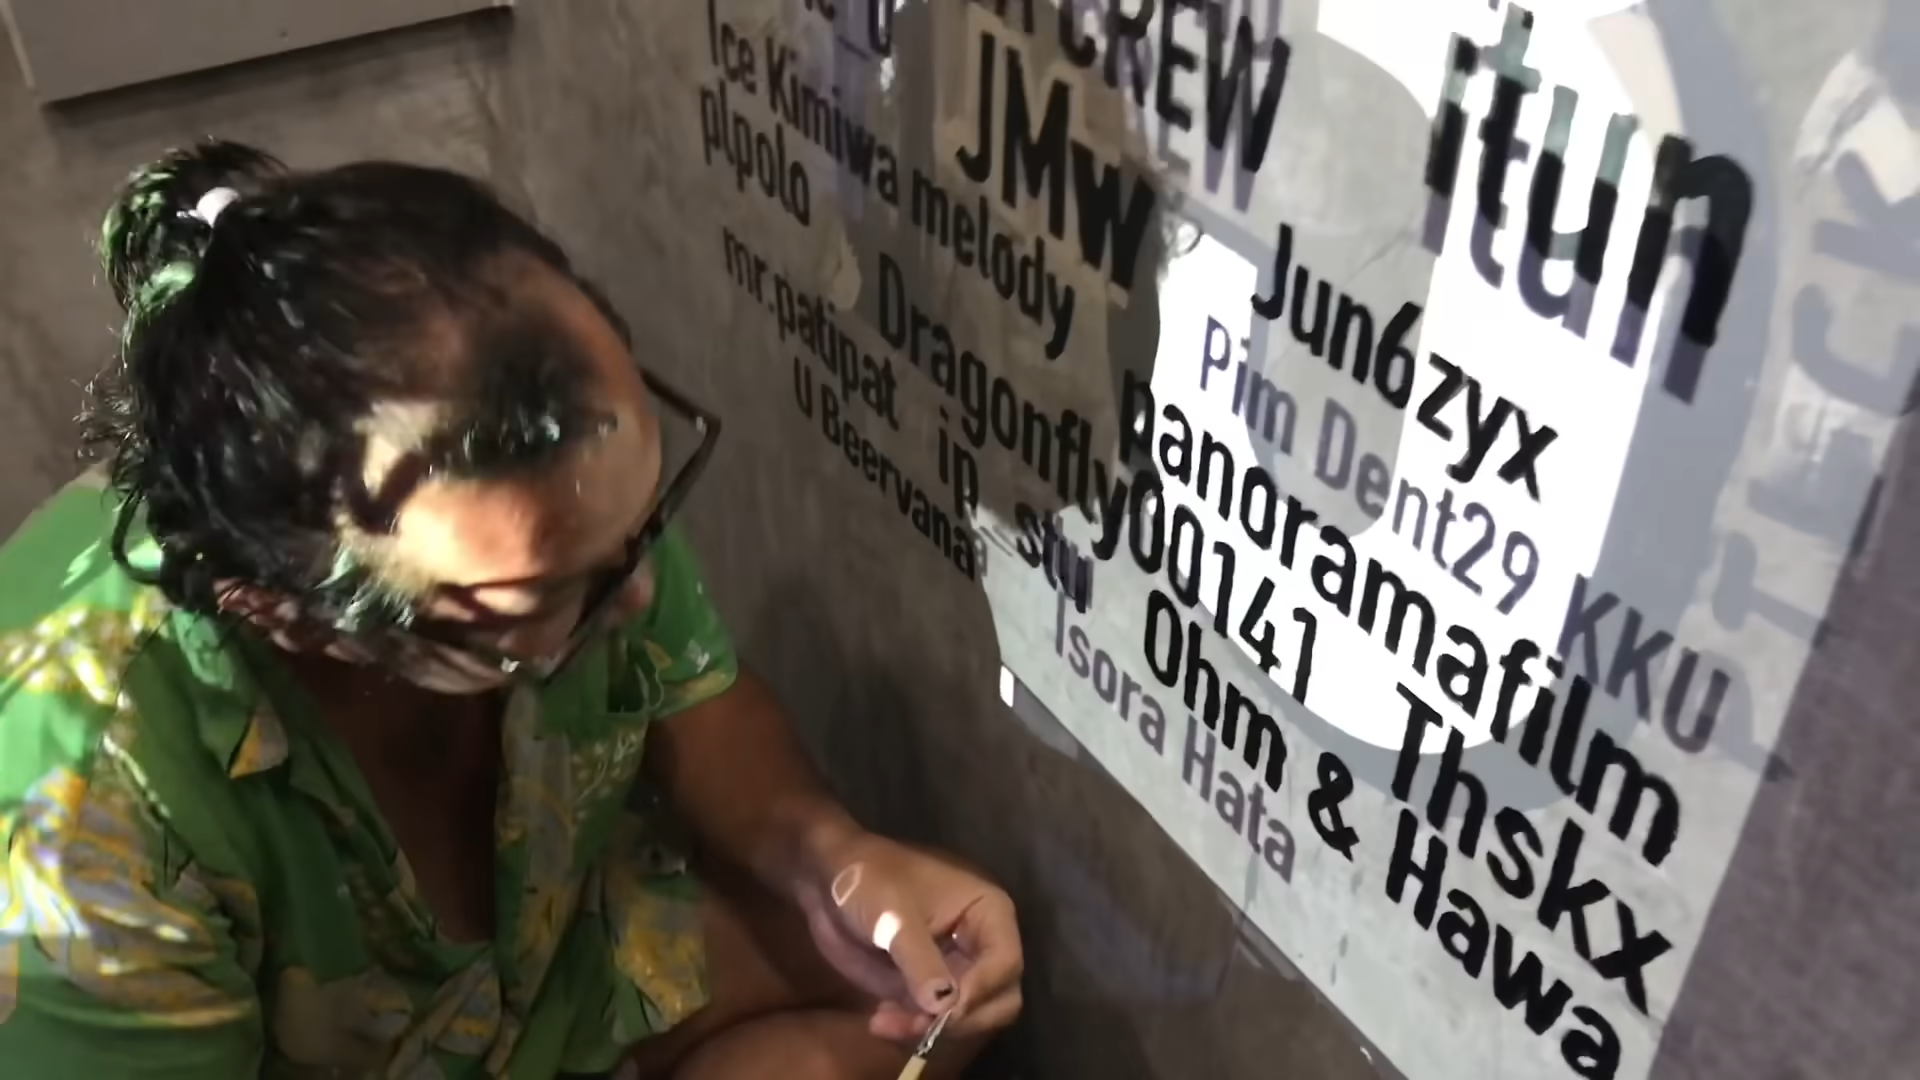 CREW
itun
Ice Kimiwa melody
JMW
Jun6zyx
plpolo
Dragonfly00141
panoramafilm
Pim Dent29
KKU
mr.patipat
ip
stu
Ohm & Hawa
Thskx
U Beervana
Isora Hata